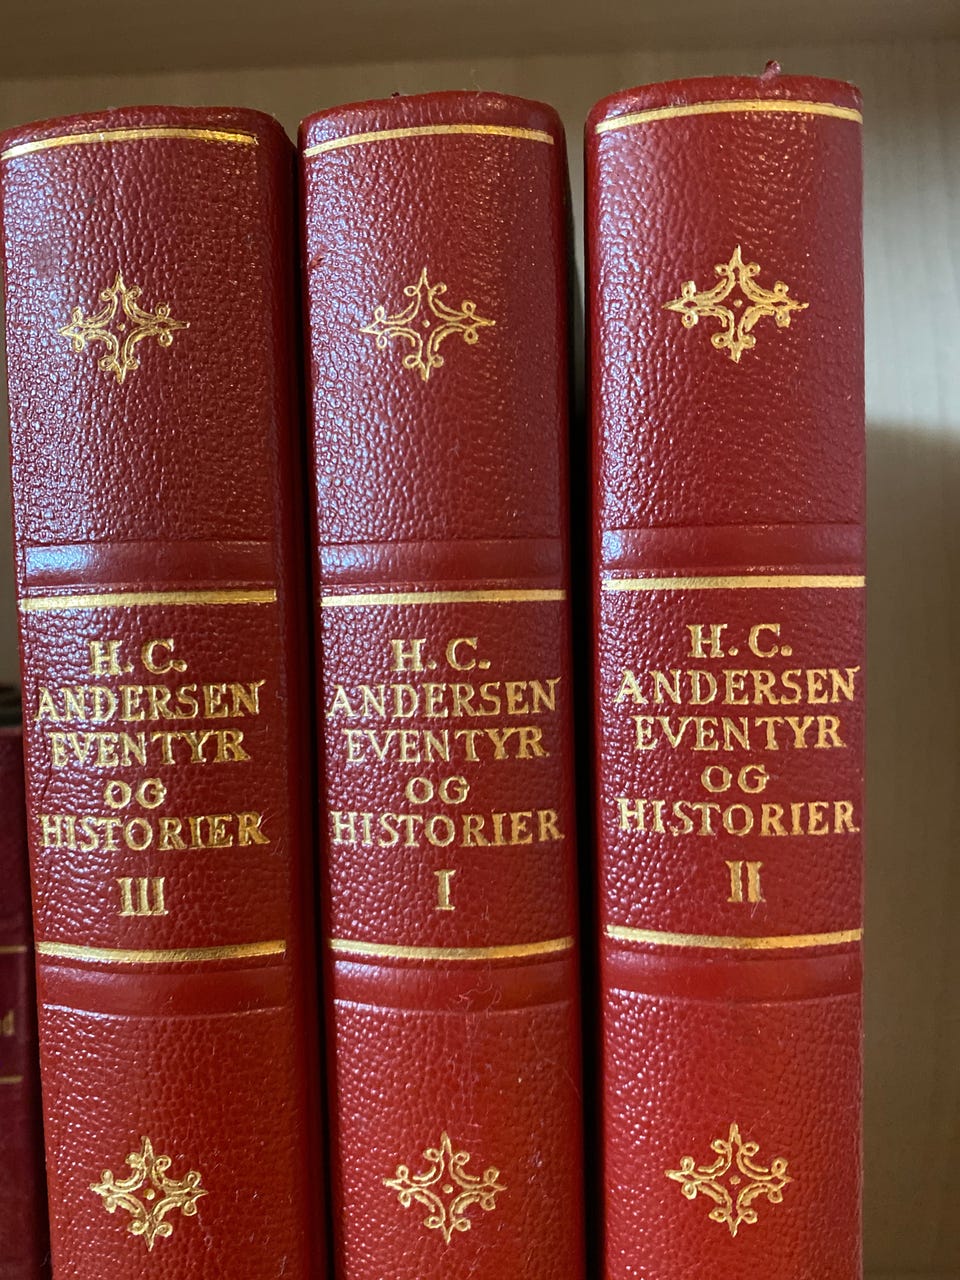 H. C.
ANDERSEN
EVENTYR
OG
HISTORIER
III
H. C.
ANDERSEN
EVENTYR
OG
HISTORIER
I
H. C.
ANDERSEN
EVENTYR
OG
HISTORIER
II